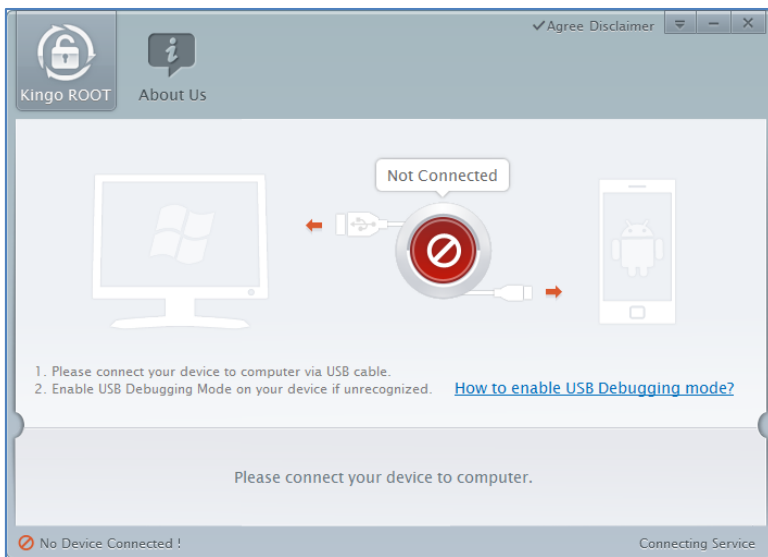 Agree Disclaimer
Kingo ROOT
About Us
Not Connected
1. Please connect your device to computer via USB cable.
2. Enable USB Debugging Mode on your device if unrecognized. How to enable USB Debugging mode?
Please connect your device to computer.
No Device Connected !
Connecting Service